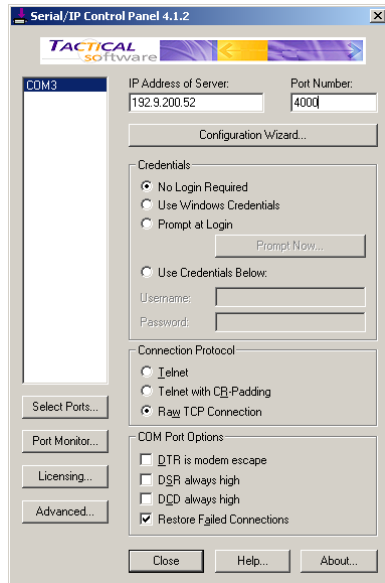 Serial/IP Control Panel 4.1.2
TACTICAL
software
COM3
IP Address of Server: Port Number:
192.9.200.52 4000
Configuration Wizard...
Credentials
No Login Required
Use Windows Credentials
Prompt at Login
Prompt Now...
Use Credentials Below:
Username:
Password:
Connection Protocol
Telnet
Telnet with CR-Padding
Raw TCP Connection
Select Ports...
Port Monitor...
Licensing...
Advanced...
COM Port Options
DTR is modem escape
DSR always high
DCD always high
Restore Failed Connections
Close Help... About...